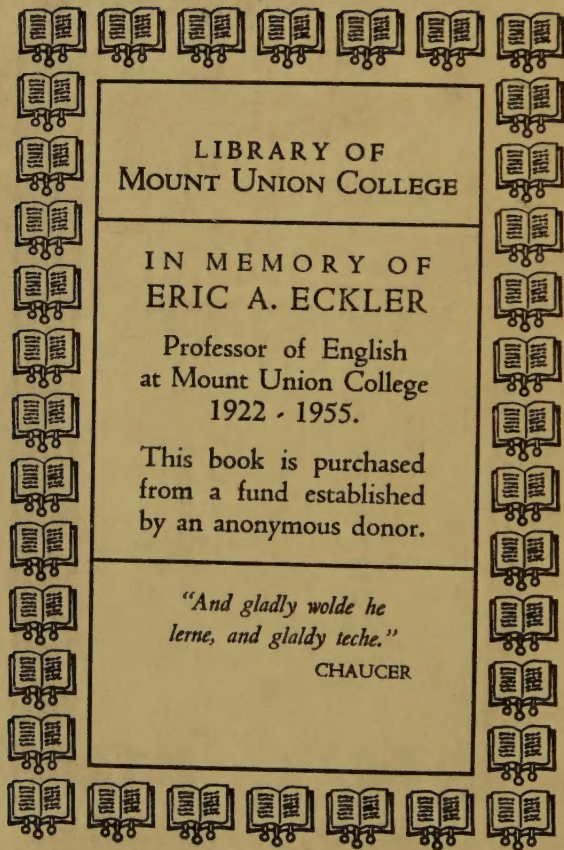 LIBRARY OF
MOUNT UNION COLLEGE
IN MEMORY OF
ERIC A. ECKLER
Professor of English
at Mount Union College
1922 - 1955.
This book is purchased
from a fund established
by an anonymous donor.
"And gladly wolde he
lerne, and glaldy teche."
CHAUCER